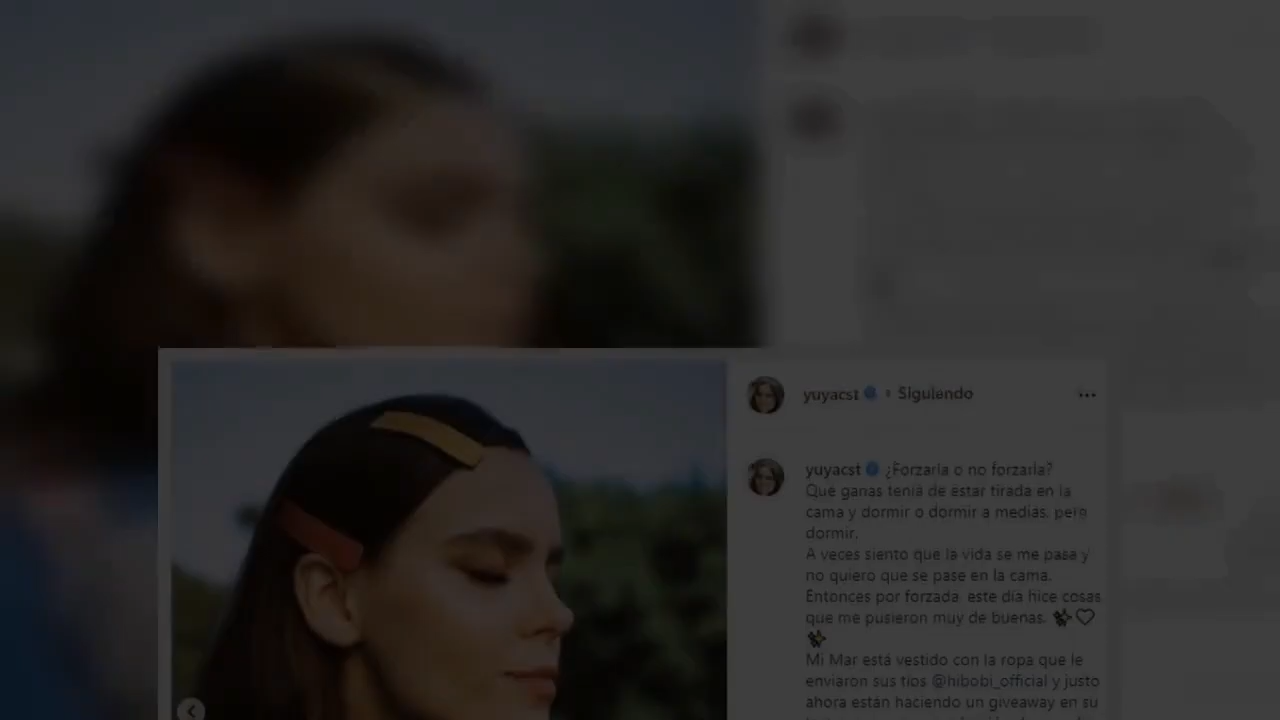 yuyacst • Siguiendo
yuyacst ¿Forzarla o no forzarla?
Que ganas tenía de estar tirada en la
cama y dormir o dormir a medias, pero
dormir.
A veces siento que la vida se me pasa y
no quiero que se pase en la cama.
Entonces por forzada, este día hice cosas
que me pusieron muy de buenas. ✨♡
✨
Mi Mar está vestido con la ropa que le
enviaron sus tíos @hibobi_official y justo
ahora están haciendo un giveaway en su